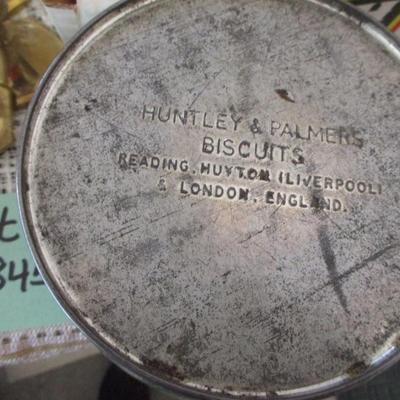 HUNTLEY & PALMERS
BISCUITS
READING, HUYTON (LIVERPOOL)
& LONDON, ENGLAND.